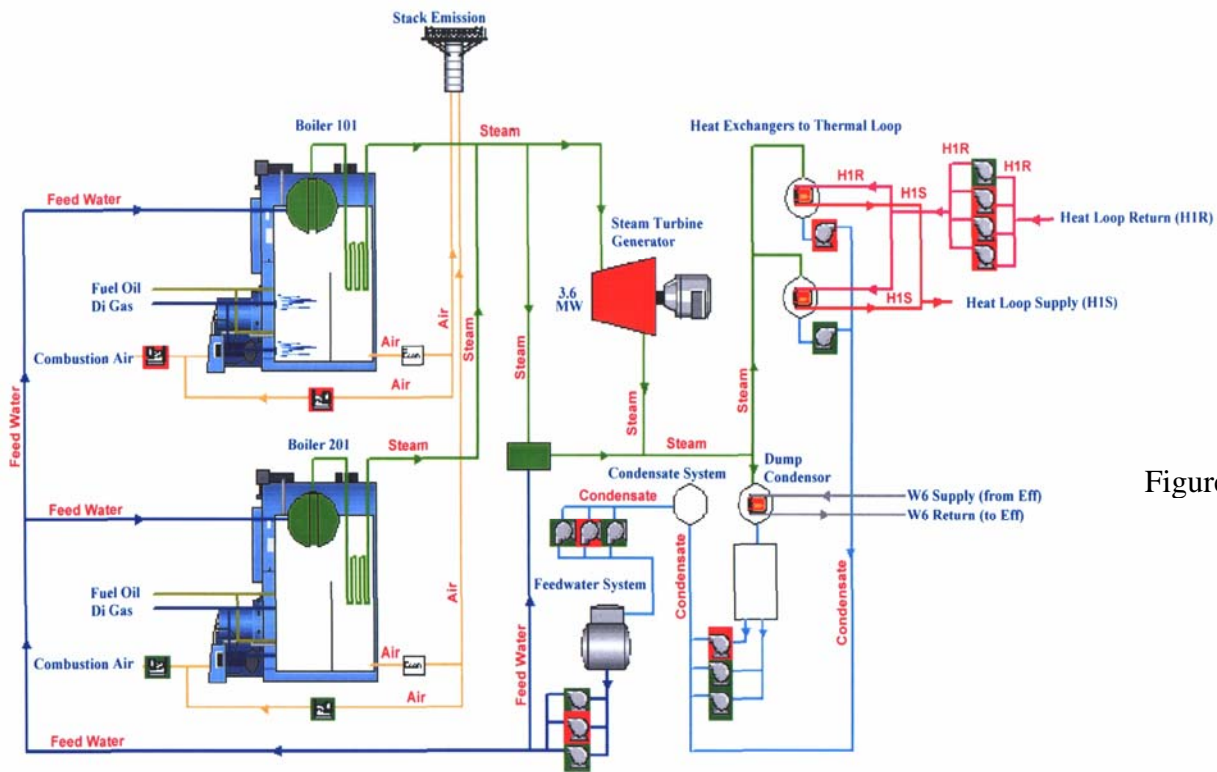 Stack Emission
Boiler 101
Steam
Heat Exchangers to Thermal Loop
H1R
H1R
H1R
H1S
Heat Loop Return (H1R)
Feed Water
Steam Turbine
Generator
3.6
MW
Fuel Oil
Di Gas
H1S
Heat Loop Supply (H1S)
Combustion Air
Air
Econ
Air
Steam
Steam
Air
Steam
Steam
Feed Water
Boiler 201
Steam
Steam
Condensate System
Dump
Condensor
Figure
Feed Water
Condensate
W6 Supply (from Eff)
W6 Return (to Eff)
Feedwater System
Fuel Oil
Di Gas
Air
Condensate
Condensate
Combustion Air
Air
Econ
Air
Feed Water
Feed Water